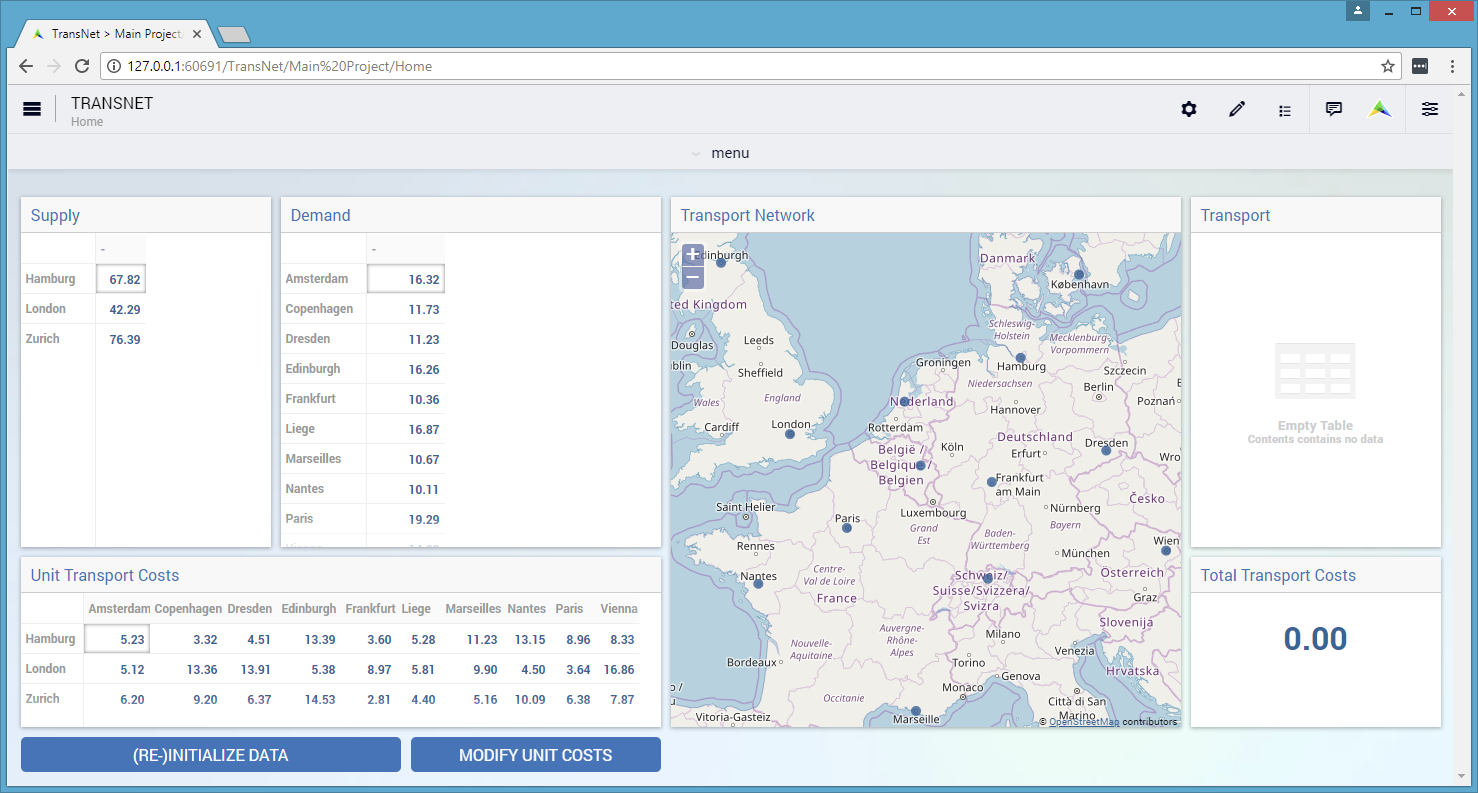 TransNet > Main Project
127.0.0.1:60691/TransNet/Main%20Project/Home
TRANSNET
Home
menu
Supply
-
Hamburg 67.82
London 42.29
Zurich 76.39
Demand
-
Amsterdam 16.32
Copenhagen 11.73
Dresden 11.23
Edinburgh 16.26
Frankfurt 10.36
Liege 16.87
Marseilles 10.67
Nantes 10.11
Paris 19.29
Transport Network
+
−
dinburgh
Danmark
København
ted Kingdom
Schleswig-
Holstein
Mecklenburg-
Vorpommern
Douglas
Leeds
blin
Groningen
Hamburg
Szczecin
Sheffield
Niedersachsen
Berlin
Wales
England
Nederland
Poznań
Hannover
Cardiff
London
Rotterdam
Deutschland
Dresden
België /
Belgique /
Belgien
Köln
Erfurt
Wro
Frankfurt
am Main
Česko
Saint Helier
Paris
Luxembourg
Nürnberg
Grand
Est
Bayern
Rennes
Baden-
Württemberg
München
Wien
Nantes
Centre-
Val de Loire
Schweiz/
Suisse/Svizzera/
Svizra
Österreich
France
Graz
Slovenija
Nouvelle-
Aquitaine
Auvergne-
Rhône-
Alpes
Milano
Venezia
Bordeaux
Torino
Genova
Hrvatska
Occitanie
Monaco
Città di San
Marino
Vitoria-Gasteiz
Marseille
© OpenStreetMap contributors
Transport
Empty Table
Contents contains no data
Unit Transport Costs
Amsterdam Copenhagen Dresden Edinburgh Frankfurt Liege Marseilles Nantes Paris Vienna
Hamburg 5.23 3.32 4.51 13.39 3.60 5.28 11.23 13.15 8.96 8.33
London 5.12 13.36 13.91 5.38 8.97 5.81 9.90 4.50 3.64 16.86
Zurich 6.20 9.20 6.37 14.53 2.81 4.40 5.16 10.09 6.38 7.87
Total Transport Costs
0.00
(RE-)INITIALIZE DATA
MODIFY UNIT COSTS